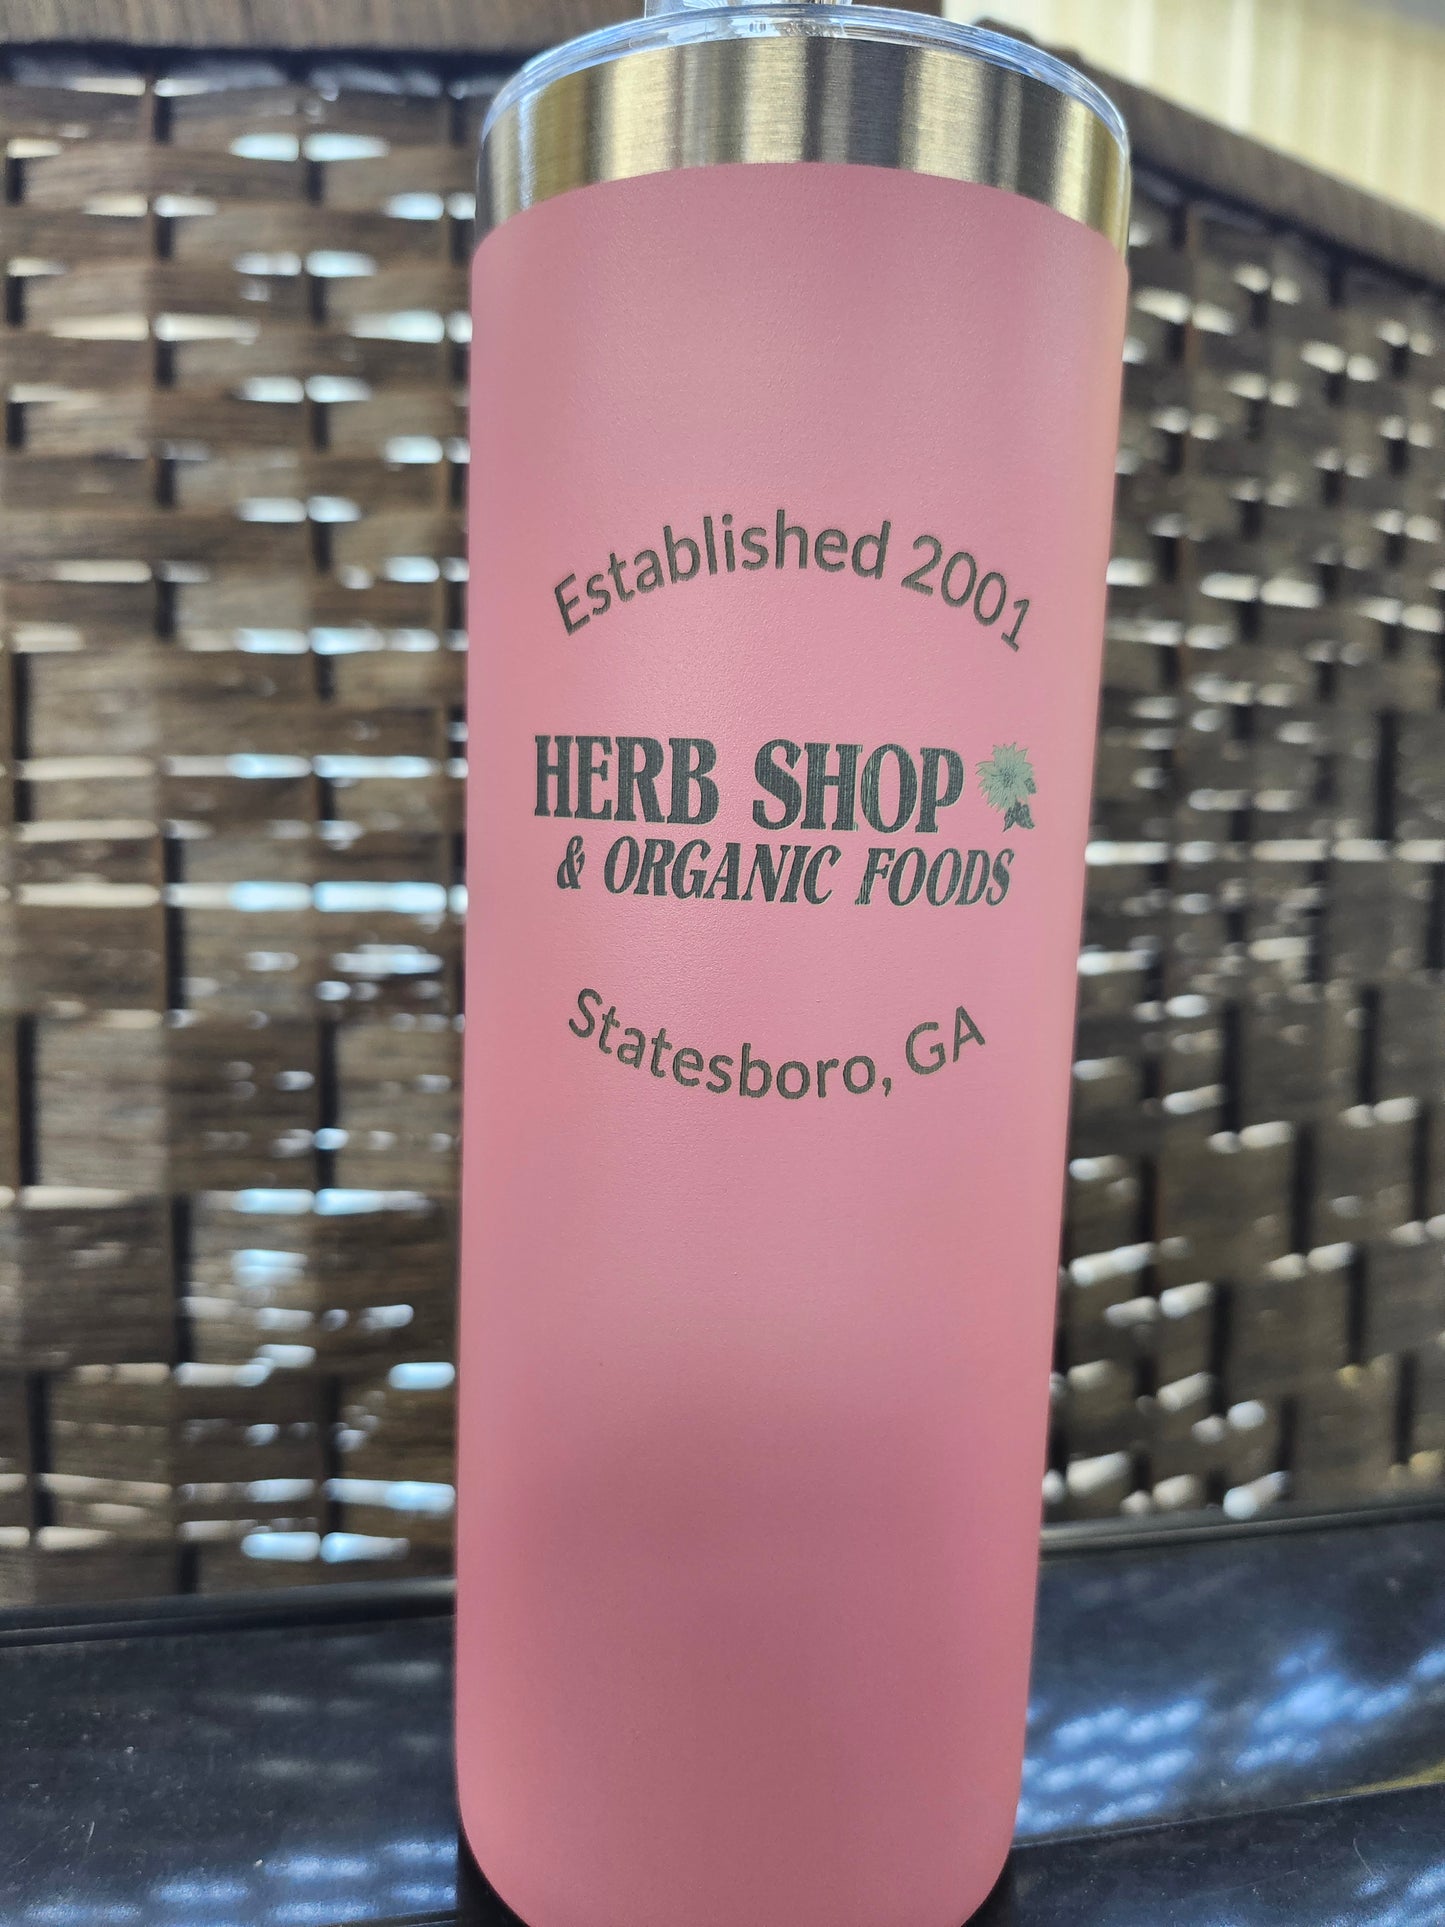 Established 2001
HERB SHOP
& ORGANIC FOODS
Statesboro, GA